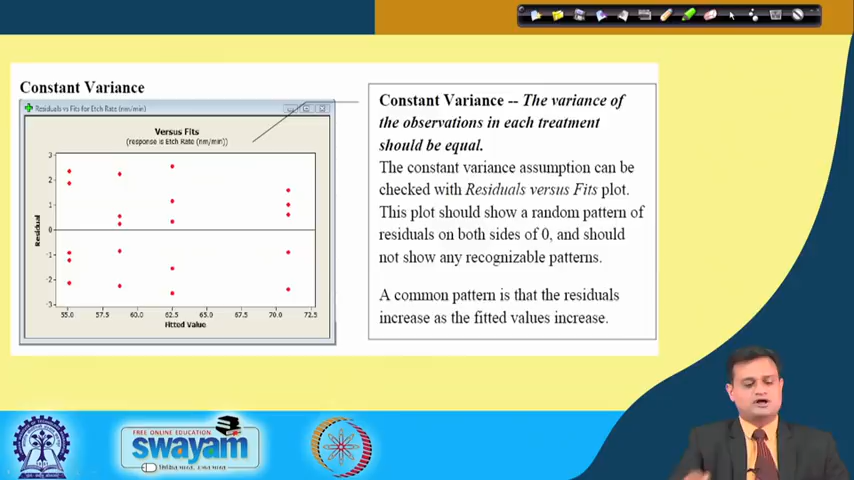 Constant Variance
Residuals vs Fits for Etch Rate (nm/min)
Versus Fits
(response is Etch Rate (nm/min))
3
2
1
0
-1
-2
-3
Residual
55.0 57.5 60.0 62.5 65.0 67.5 70.0 72.5
Fitted Value
Constant Variance -- The variance of
the observations in each treatment
should be equal.
The constant variance assumption can be
checked with Residuals versus Fits plot.
This plot should show a random pattern of
residuals on both sides of 0, and should
not show any recognizable patterns.
A common pattern is that the residuals
increase as the fitted values increase.
FREE ONLINE EDUCATION
swayam